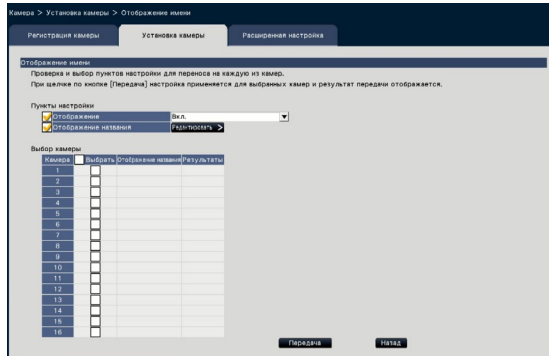 Камера > Установка камеры > Отображение имени
Регистрация камеры Установка камеры Расширенная настройка
Отображение имени
Проверка и выбор пунктов настройки для переноса на каждую из камер.
При щелчке по кнопке [Передача] настройка применяется для выбранных камер и результат передачи отображается.
Пункты настройки
Отображение Вкл.
Отображение названия Редактировать >
Выбор камеры
Камера Выбрать Отображение названия Результаты
1
2
3
4
5
6
7
8
9
10
11
12
13
14
15
16
Передача Назад